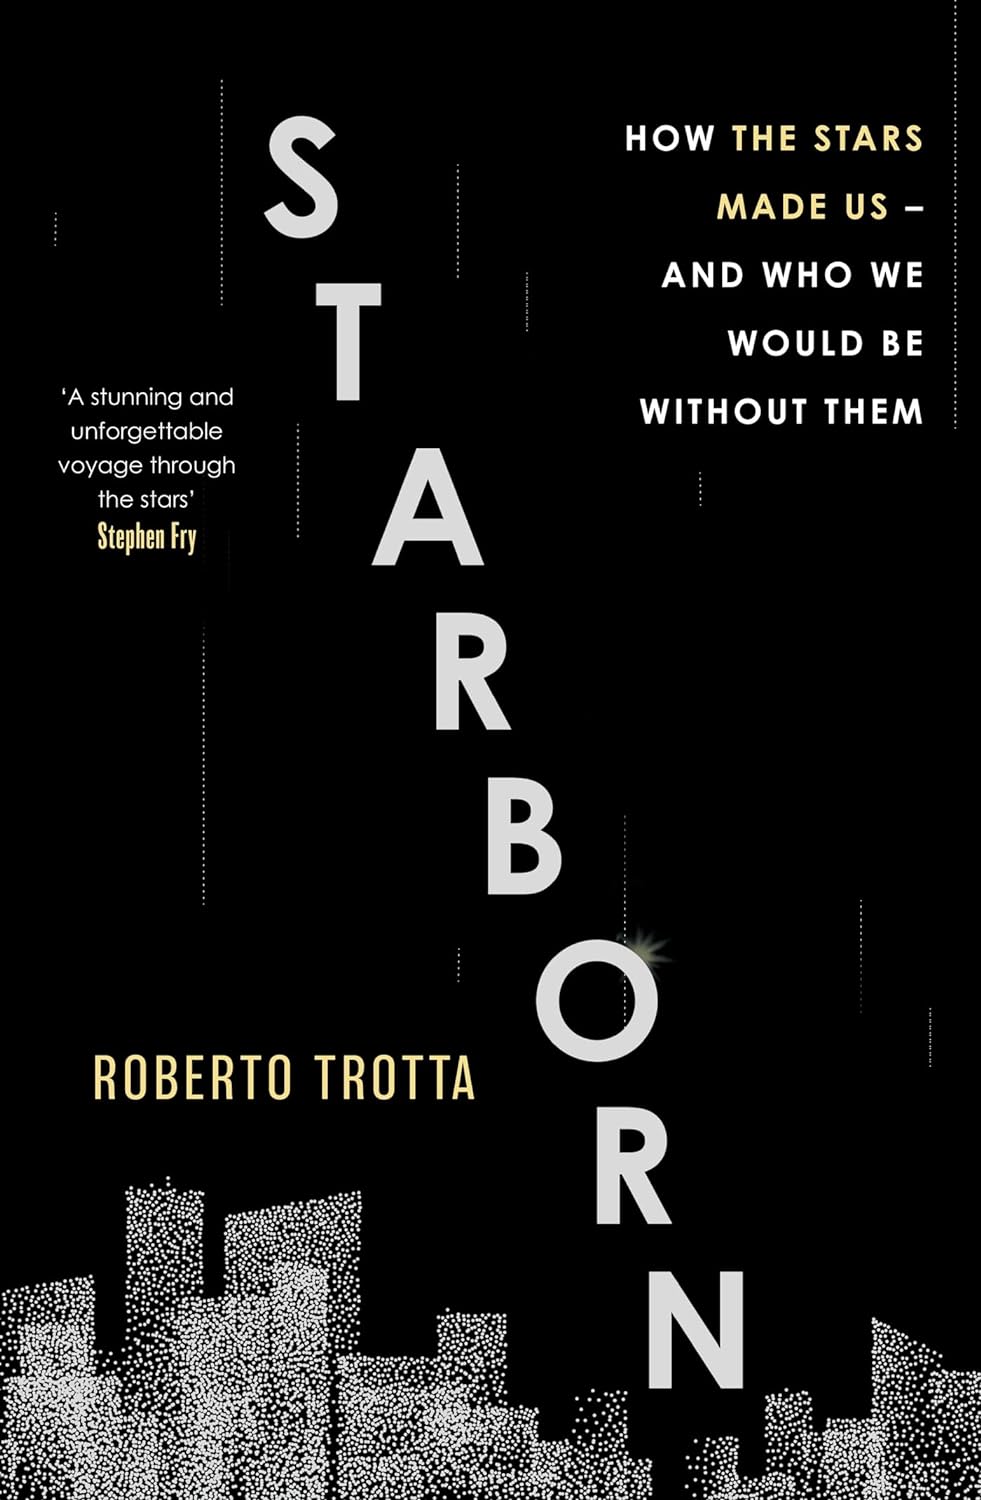 STARBORN
HOW THE STARS
MADE US –
AND WHO WE
WOULD BE
WITHOUT THEM
‘A stunning and
unforgettable
voyage through
the stars’
Stephen Fry
ROBERTO TROTTA